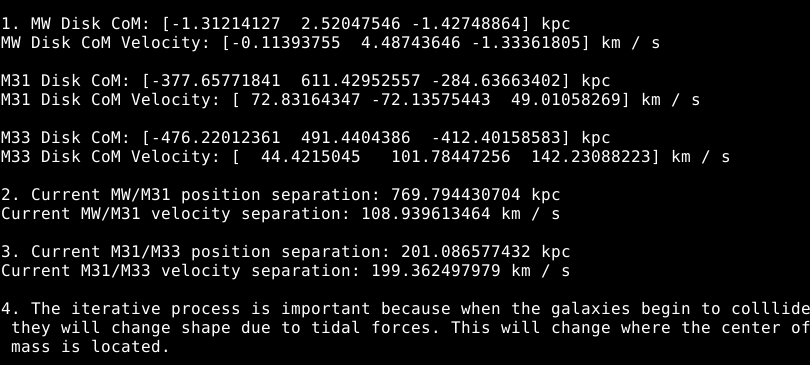 1. MW Disk CoM: [-1.31214127  2.52047546 -1.42748864] kpc
MW Disk CoM Velocity: [-0.11393755  4.48743646 -1.33361805] km / s
M31 Disk CoM: [-377.65771841  611.42952557 -284.63663402] kpc
M31 Disk CoM Velocity: [ 72.83164347 -72.13575443  49.01058269] km / s
M33 Disk CoM: [-476.22012361  491.4404386  -412.40158583] kpc
M33 Disk CoM Velocity: [  44.4215045   101.78447256  142.23088223] km / s
2. Current MW/M31 position separation: 769.794430704 kpc
Current MW/M31 velocity separation: 108.939613464 km / s
3. Current M31/M33 position separation: 201.086577432 kpc
Current M31/M33 velocity separation: 199.362497979 km / s
4. The iterative process is important because when the galaxies begin to colllide
they will change shape due to tidal forces. This will change where the center of
mass is located.